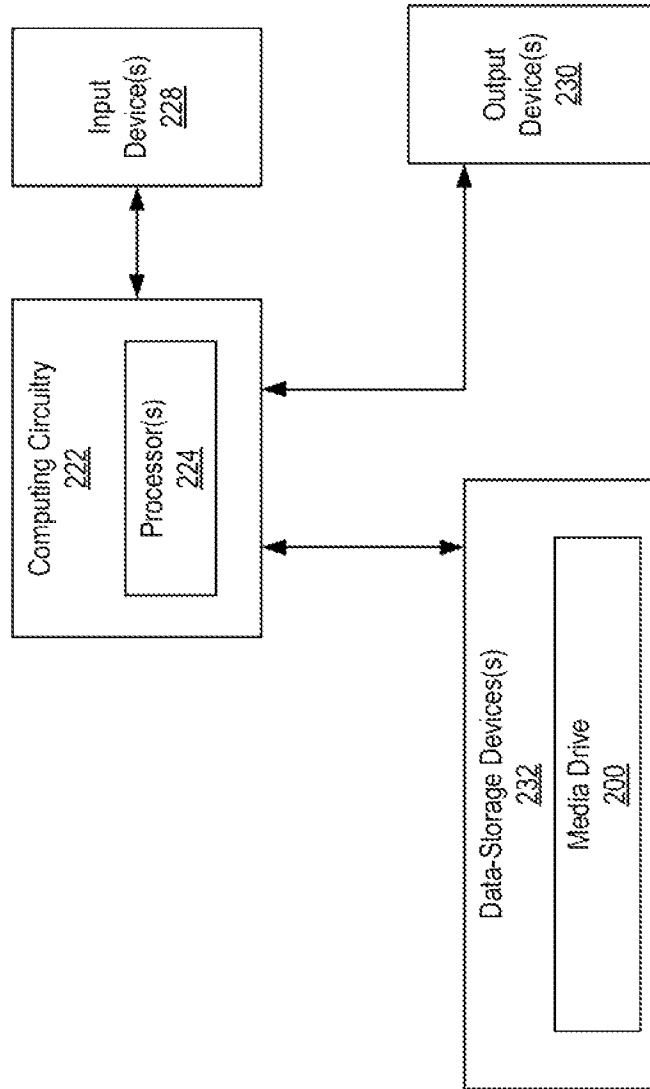 Computing Circuitry
222
Processor(s)
224
Input
Device(s)
228
Data-Storage Devices(s)
232
Media Drive
200
Output
Device(s)
230